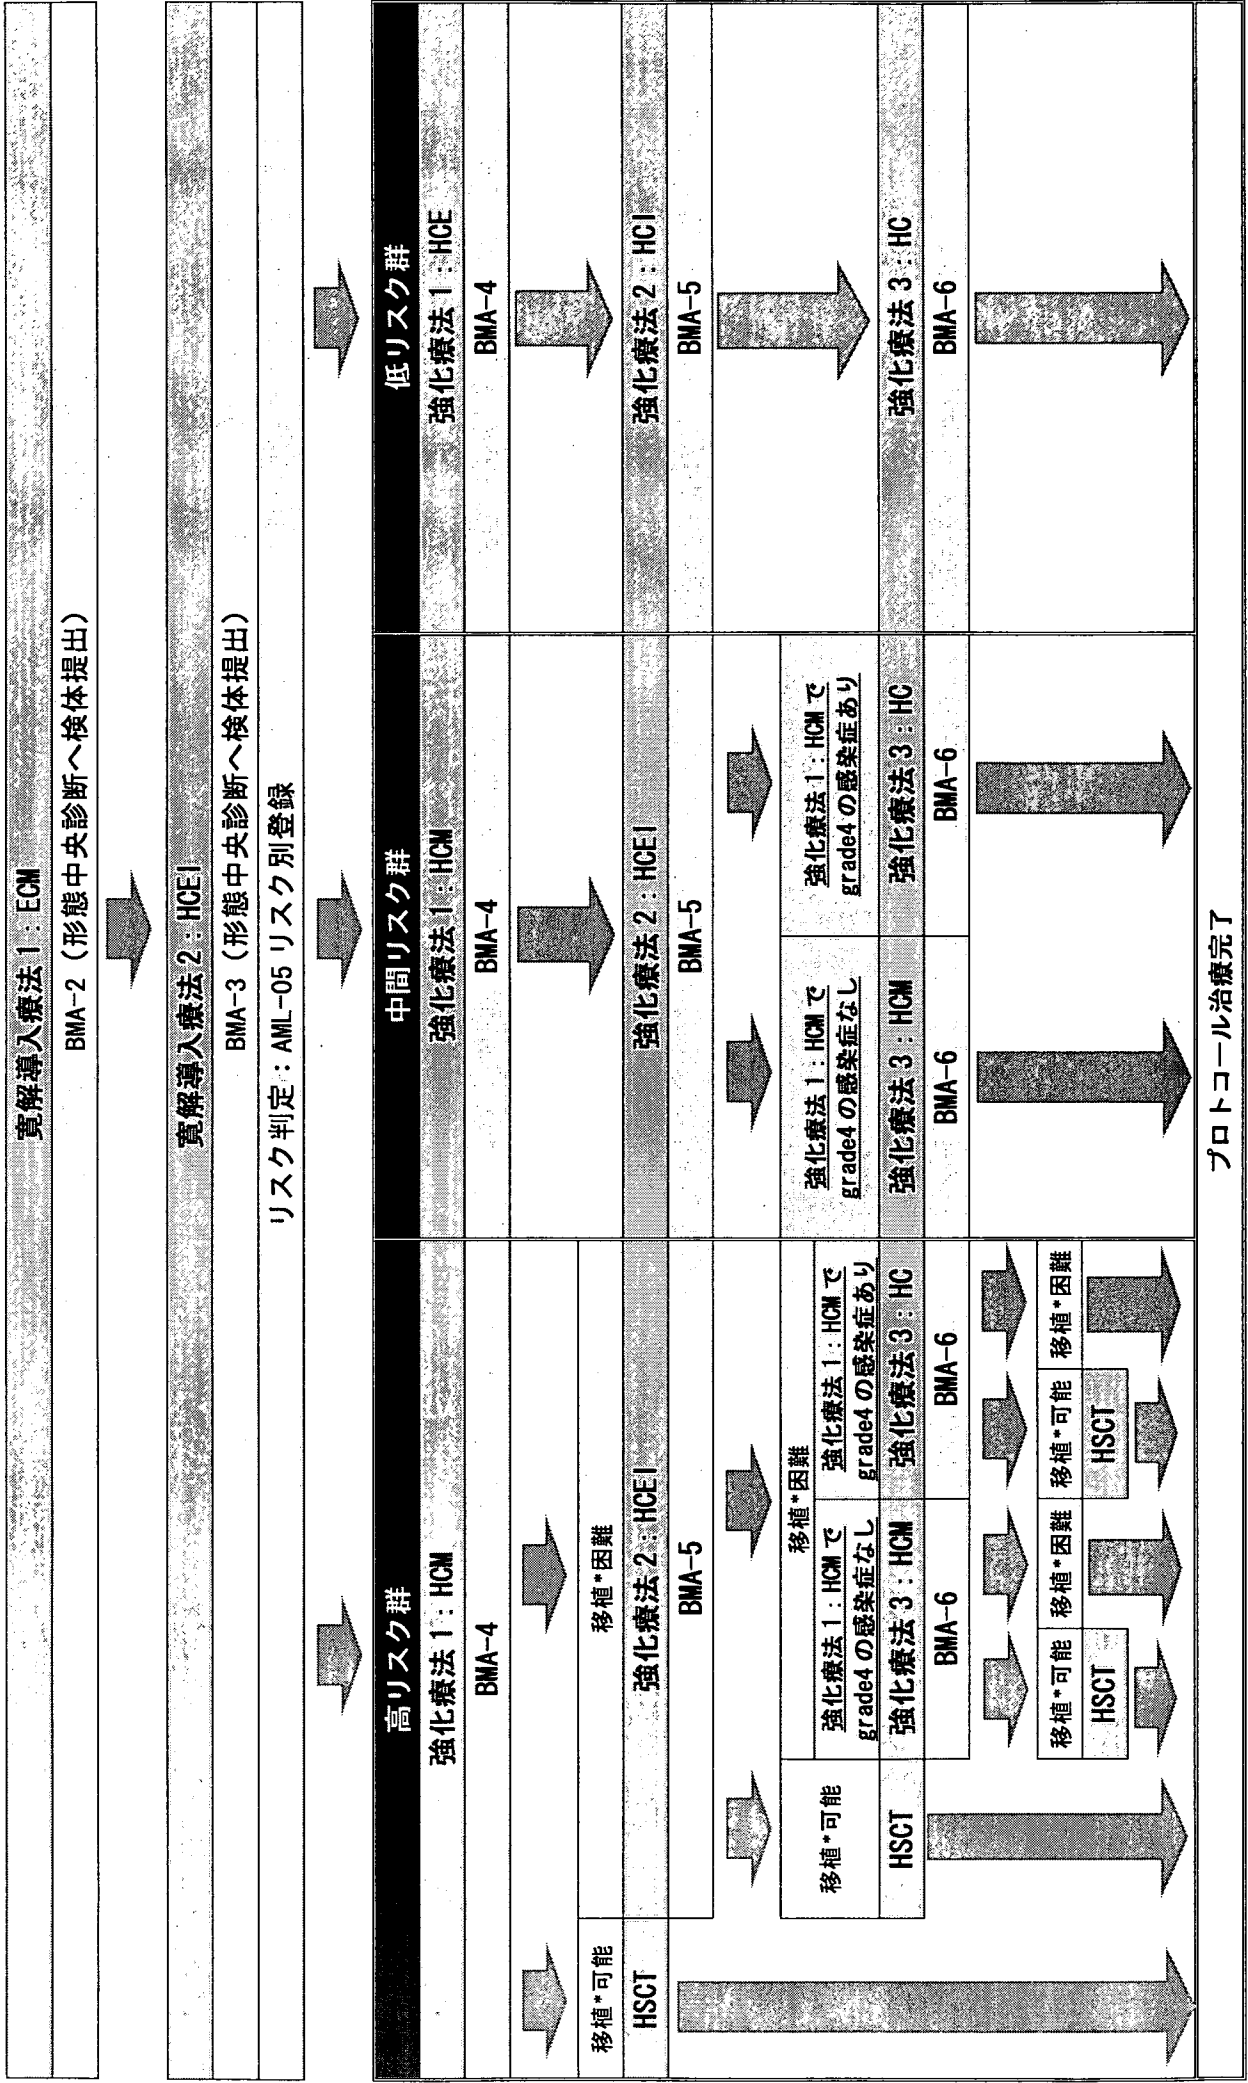 寛解導入療法1：ECM
BMA-2（形態中央診断へ検体提出）
寛解導入療法2：HCEI
BMA-3（形態中央診断へ検体提出）
リスク判定：AML-05 リスク別登録
高リスク群
強化療法1：HCM
BMA-4
移植*可能
HSCT
移植*困難
強化療法2：HCEI
BMA-5
移植*可能
HSCT
移植*困難
強化療法1：HCMで
grade4の感染症なし
強化療法3：HCM
BMA-6
移植*可能
HSCT
移植*困難
強化療法1：HCMで
grade4の感染症あり
強化療法3：HC
BMA-6
移植*可能
HSCT
移植*困難
中間リスク群
強化療法1：HCM
BMA-4
強化療法2：HCEI
BMA-5
強化療法1：HCMで
grade4の感染症なし
強化療法3：HCM
BMA-6
強化療法1：HCMで
grade4の感染症あり
強化療法3：HC
BMA-6
低リスク群
強化療法1：HCE
BMA-4
強化療法2：HCI
BMA-5
強化療法3：HC
BMA-6
プロトコール治療完了